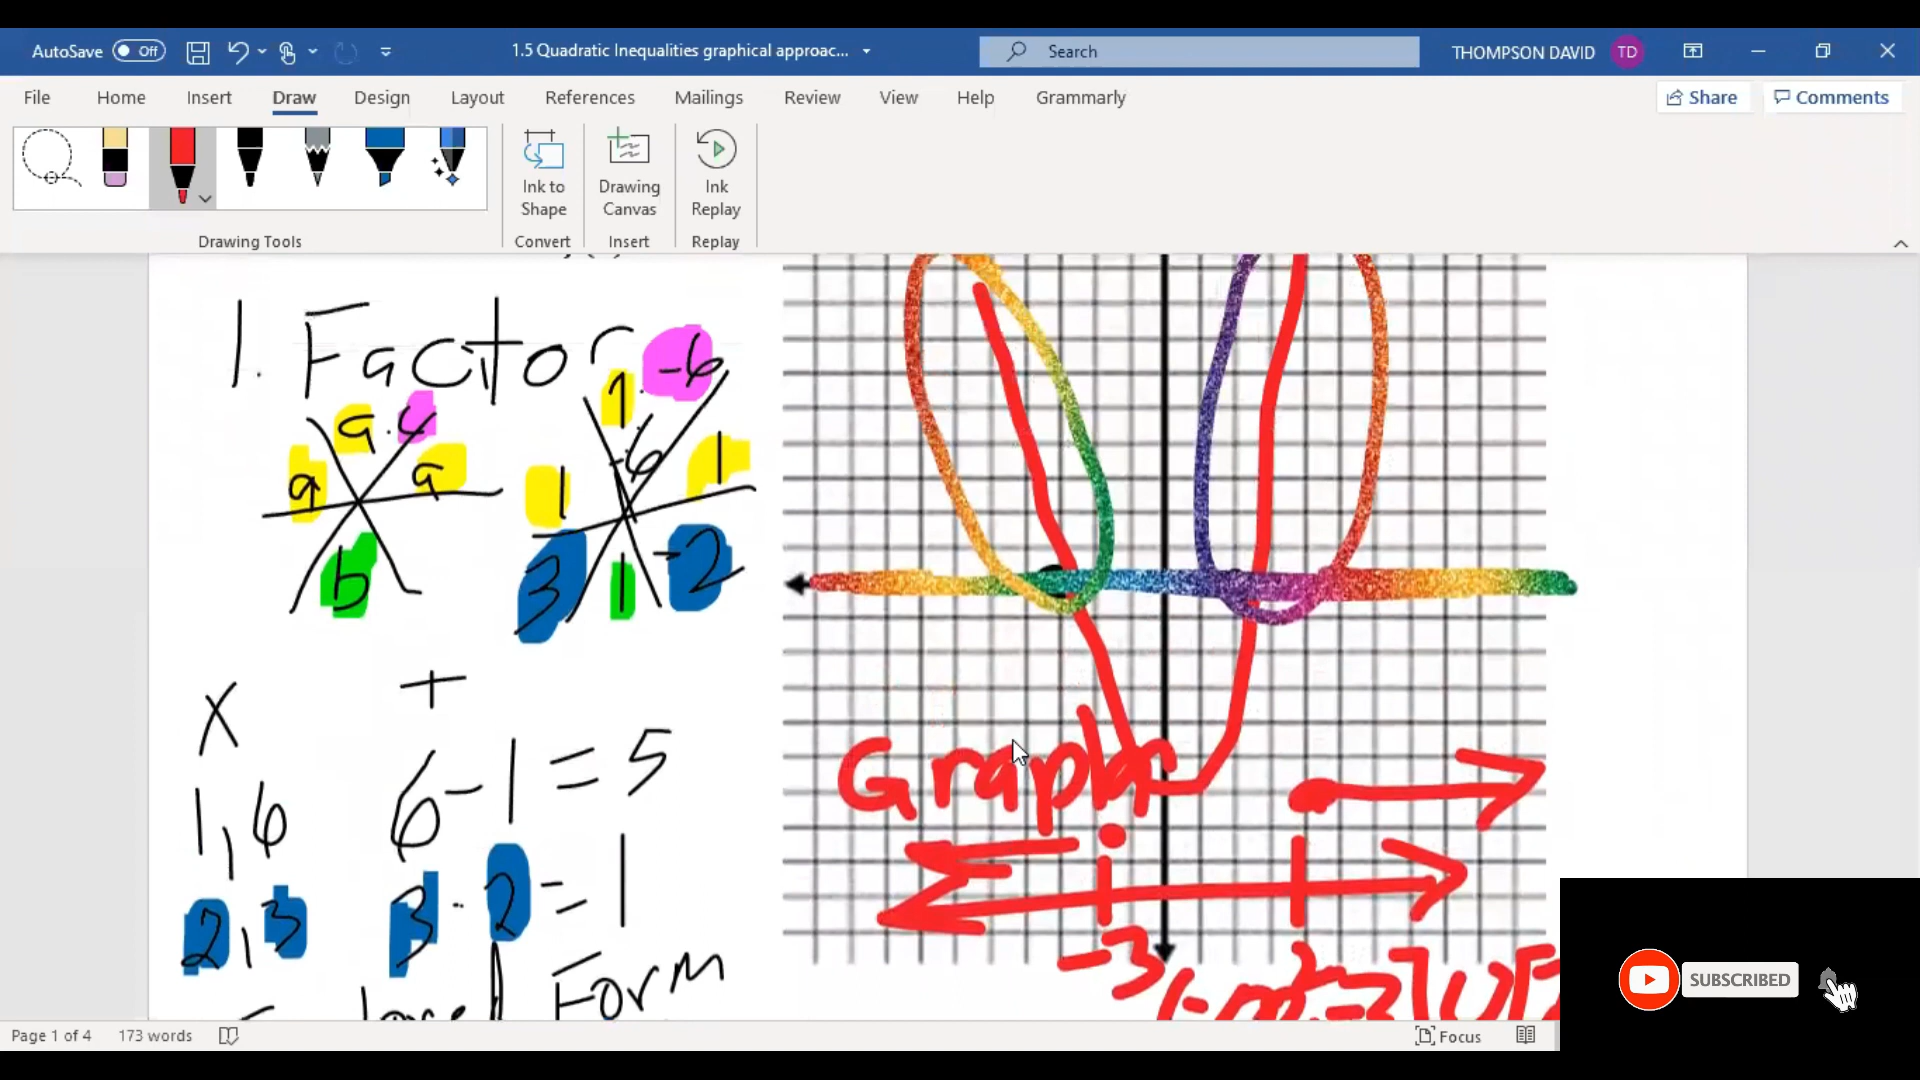 AutoSave Off 1.5 Quadratic Inequalities graphical approac... Search THOMPSON DAVID TD
File Home Insert Draw Design Layout References Mailings Review View Help Grammarly Share Comments
Ink to Shape
Drawing Canvas
Ink Replay
Drawing Tools Convert Insert Replay
1. Factor
a.c
a a
b
1.-6
-6
1 1
3 1 -2
x +
1,6 6-1=5
2,3 3-2=1
Form
Graph
-3 2
Page 1 of 4 173 words Focus
SUBSCRIBED